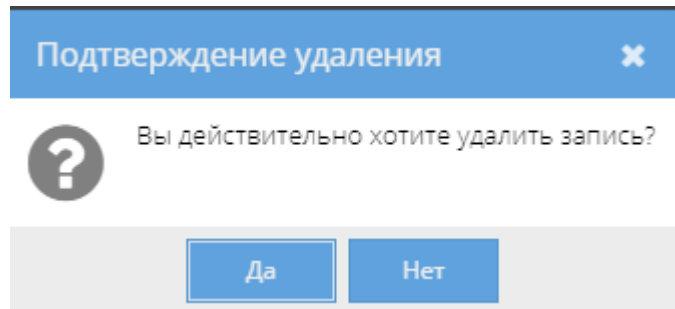 Подтверждение удаления
Вы действительно хотите удалить запись?
Да
Нет